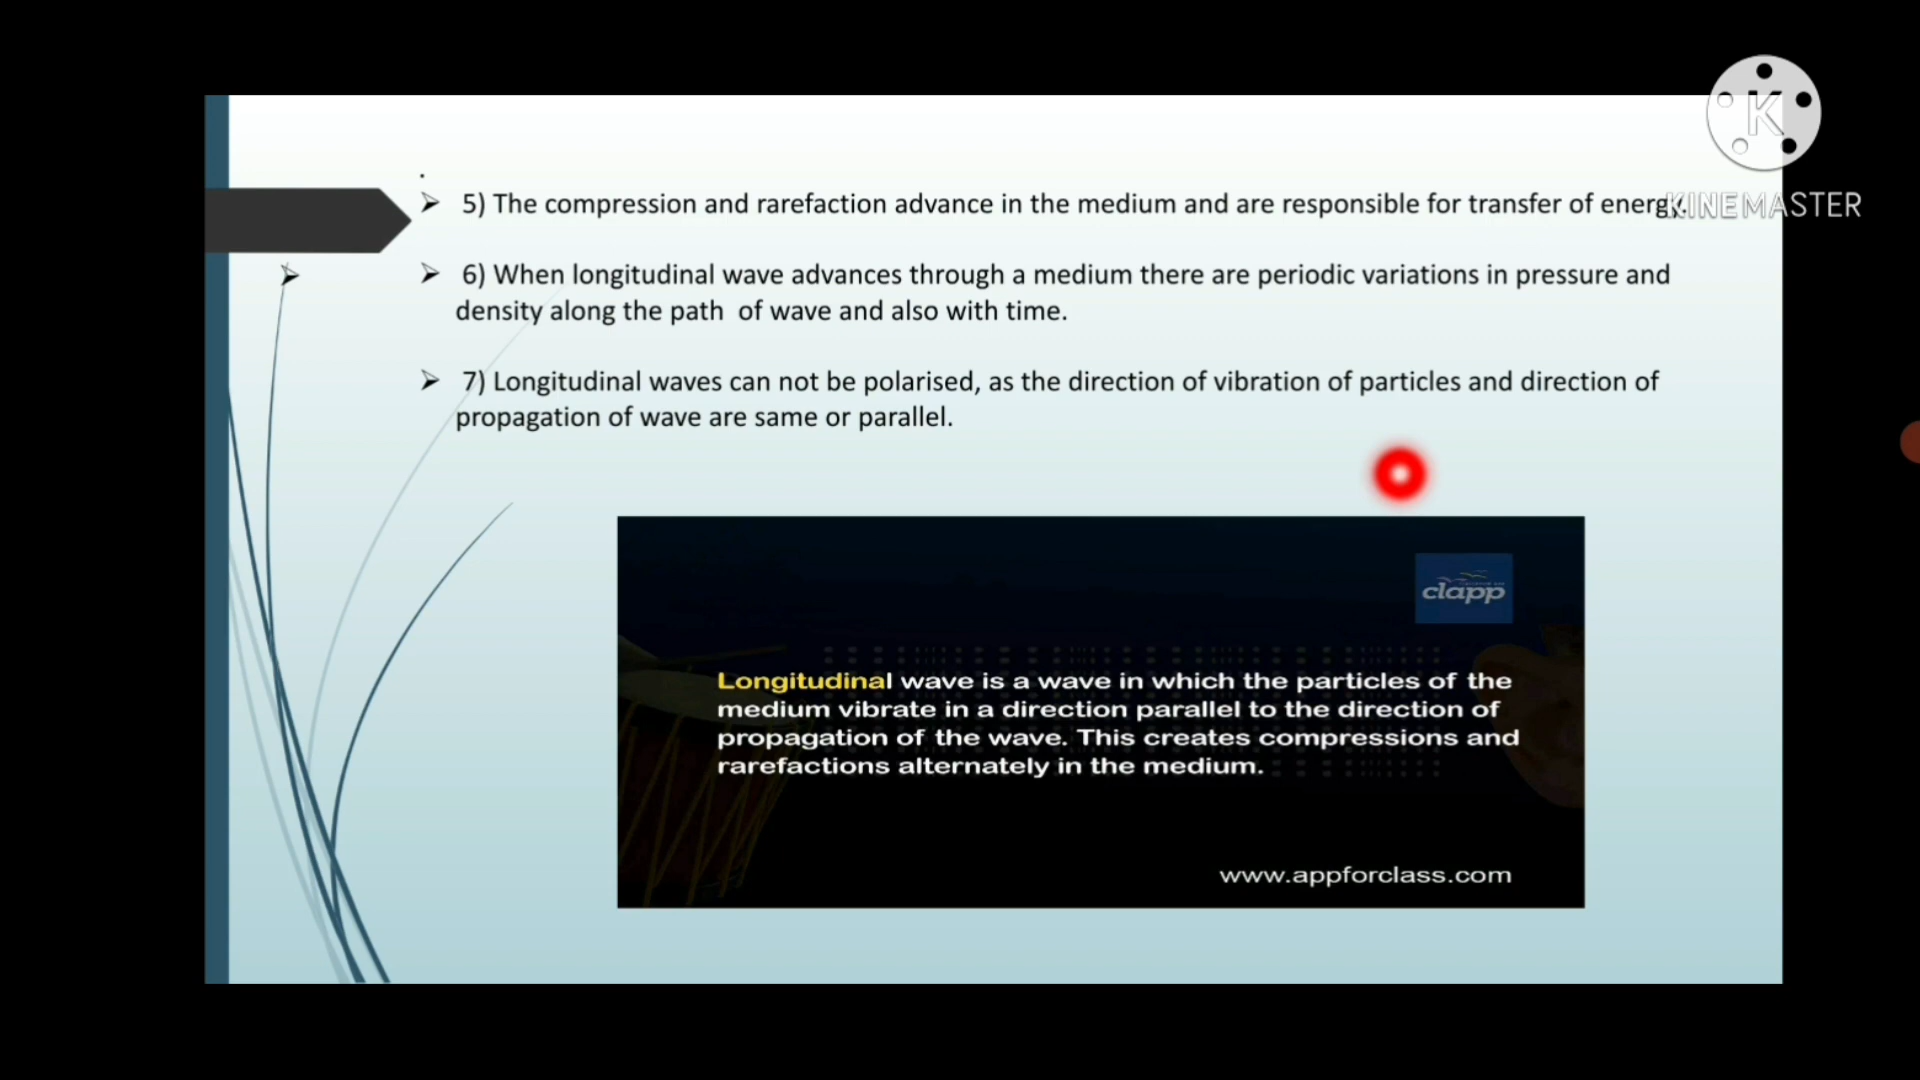 K
KINEMASTER
5) The compression and rarefaction advance in the medium and are responsible for transfer of energy.
6) When longitudinal wave advances through a medium there are periodic variations in pressure and
density along the path of wave and also with time.
7) Longitudinal waves can not be polarised, as the direction of vibration of particles and direction of
propagation of wave are same or parallel.
clapp
Longitudinal wave is a wave in which the particles of the
medium vibrate in a direction parallel to the direction of
propagation of the wave. This creates compressions and
rarefactions alternately in the medium.
www.appforclass.com